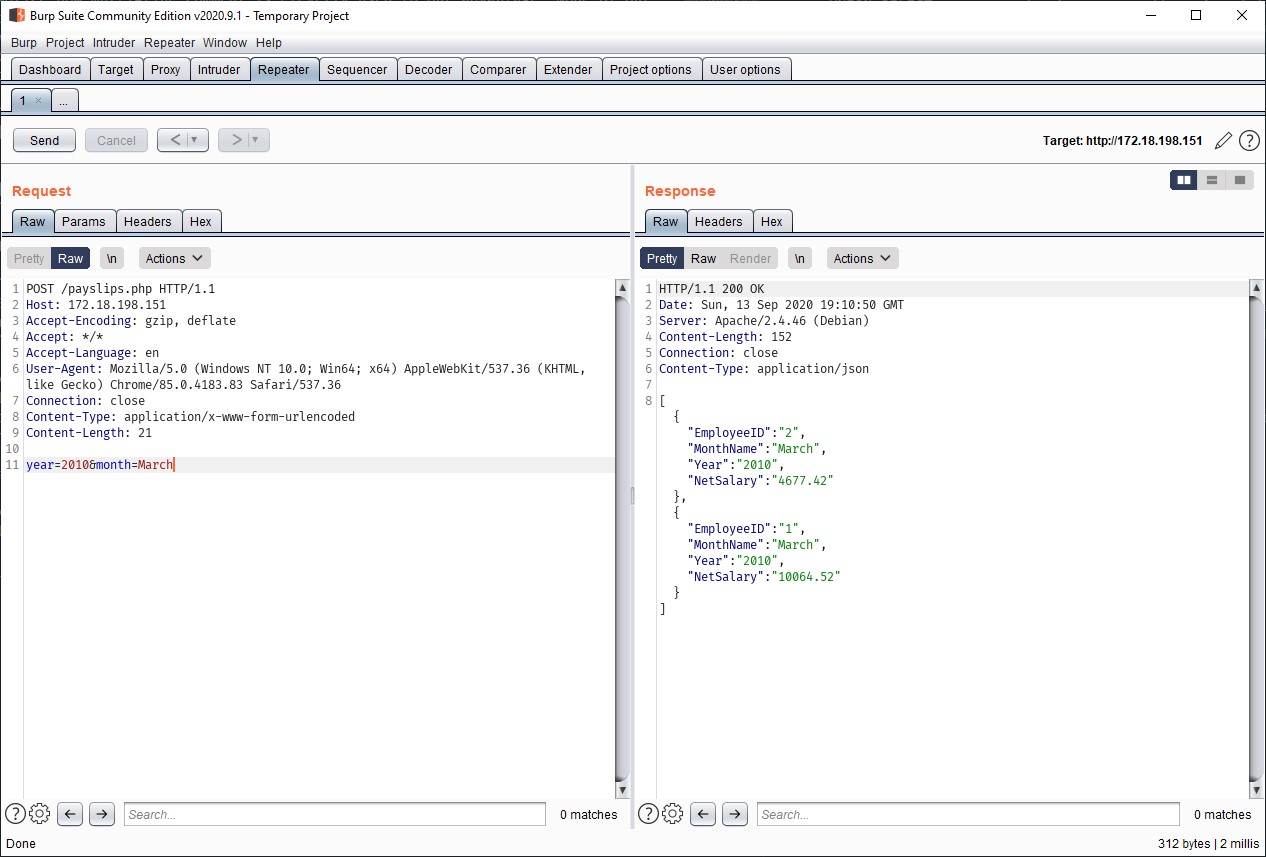 Burp Suite Community Edition v2020.9.1 - Temporary Project
Burp Project Intruder Repeater Window Help
Dashboard Target Proxy Intruder Repeater Sequencer Decoder Comparer Extender Project options User options
1 × ...
Send Cancel < ▼ > ▼ Target: http://172.18.198.151 ?
Request
Raw Params Headers Hex
Pretty Raw \n Actions
1 POST /payslips.php HTTP/1.1
2 Host: 172.18.198.151
3 Accept-Encoding: gzip, deflate
4 Accept: */*
5 Accept-Language: en
6 User-Agent: Mozilla/5.0 (Windows NT 10.0; Win64; x64) AppleWebKit/537.36 (KHTML,
like Gecko) Chrome/85.0.4183.83 Safari/537.36
7 Connection: close
8 Content-Type: application/x-www-form-urlencoded
9 Content-Length: 21
10
11 year=2010&month=March
? Search... 0 matches
Response
Raw Headers Hex
Pretty Raw Render \n Actions
1 HTTP/1.1 200 OK
2 Date: Sun, 13 Sep 2020 19:10:50 GMT
3 Server: Apache/2.4.46 (Debian)
4 Content-Length: 152
5 Connection: close
6 Content-Type: application/json
7
8 [
{
"EmployeeID":"2",
"MonthName":"March",
"Year":"2010",
"NetSalary":"4677.42"
},
{
"EmployeeID":"1",
"MonthName":"March",
"Year":"2010",
"NetSalary":"10064.52"
}
]
? Search... 0 matches
Done 312 bytes | 2 millis